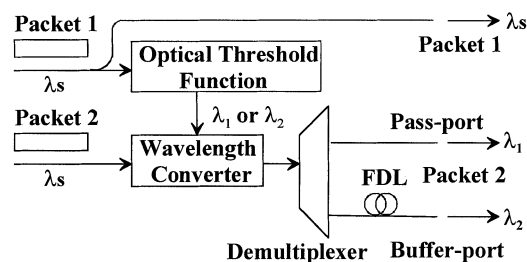 Packet 1
λs
Packet 1
λs
Optical Threshold
Function
Packet 2
λs
λ₁ or λ₂
Wavelength
Converter
Pass-port
λ₁
FDL
Packet 2
λ₂
Demultiplexer
Buffer-port